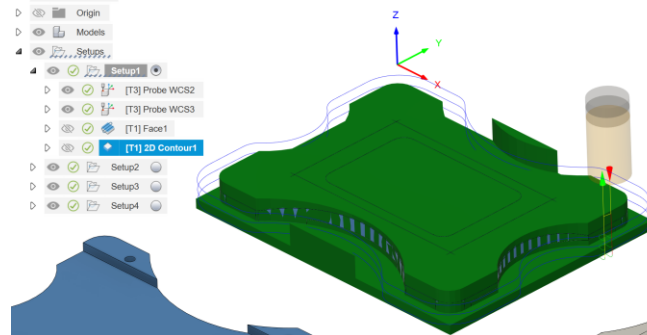 Origin
Models
Setups
Setup1
[T3] Probe WCS2
[T3] Probe WCS3
[T1] Face1
[T1] 2D Contour1
Setup2
Setup3
Setup4
Z
Y
X